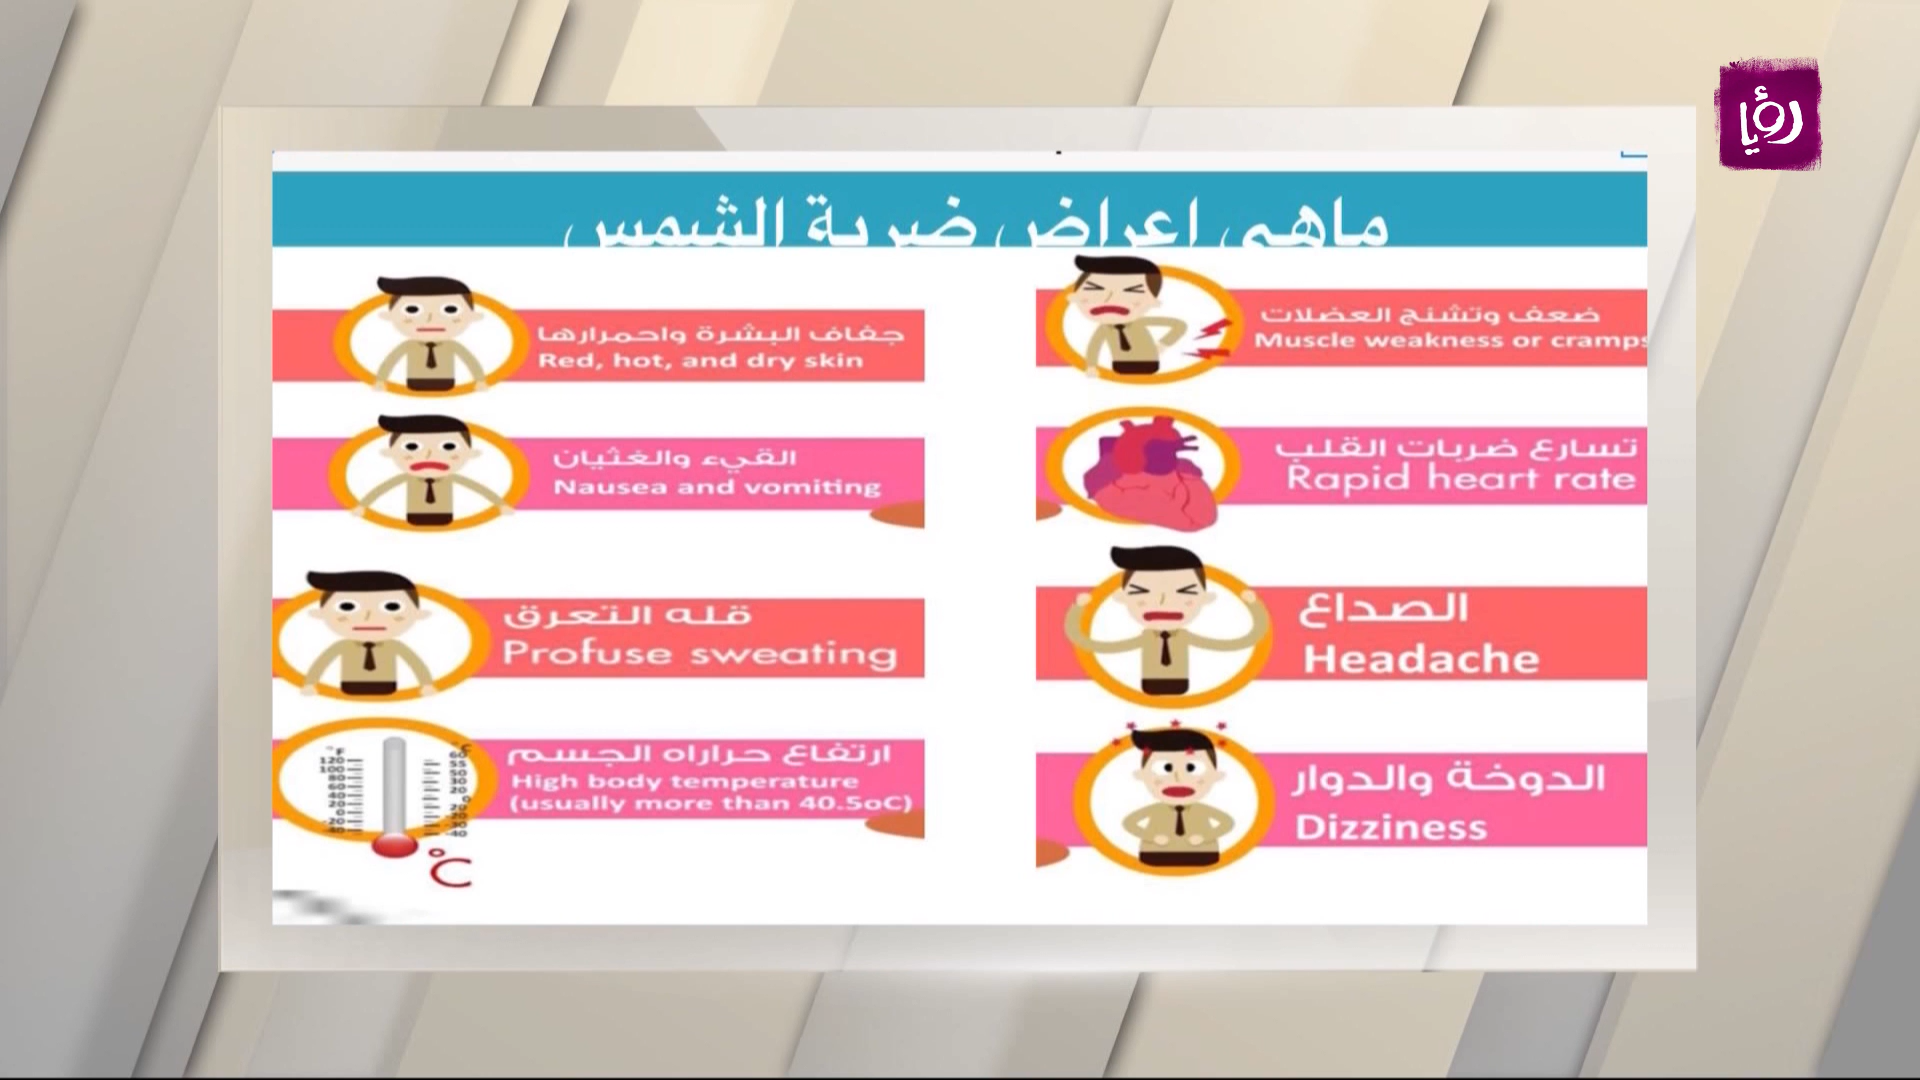 رؤيا
ماهي اعراض ضربة الشمس
ضعف وتشنج العضلات
Muscle weakness or cramps
جفاف البشرة واحمرارها
Red, hot, and dry skin
تسارع ضربات القلب
Rapid heart rate
القيء والغثيان
Nausea and vomiting
الصداع
Headache
قله التعرق
Profuse sweating
الدوخة والدوار
Dizziness
ارتفاع حراراه الجسم
High body temperature
(usually more than 40.5oC)
°C